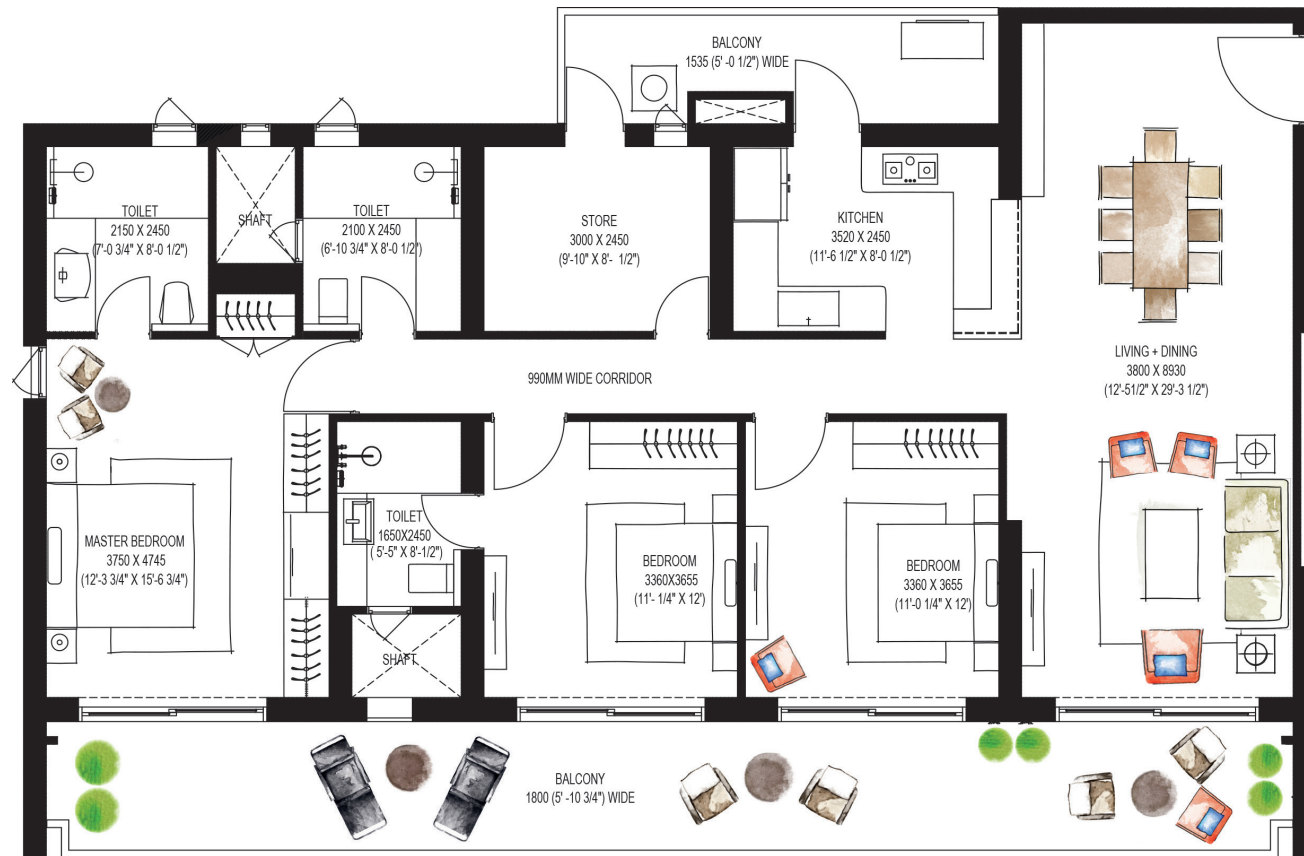 BALCONY
1535 (5' -0 1/2") WIDE
TOILET
2150 X 2450
(7'-0 3/4" X 8'-0 1/2")
SHAFT
TOILET
2100 X 2450
(6'-10 3/4" X 8'-0 1/2")
STORE
3000 X 2450
(9'-10" X 8'- 1/2")
KITCHEN
3520 X 2450
(11'-6 1/2" X 8'-0 1/2")
LIVING + DINING
3800 X 8930
(12'-51/2" X 29'-3 1/2")
990MM WIDE CORRIDOR
MASTER BEDROOM
3750 X 4745
(12'-3 3/4" X 15'-6 3/4")
TOILET
1650X2450
( 5'-5" X 8'-1/2")
SHAFT
BEDROOM
3360X3655
(11'- 1/4" X 12')
BEDROOM
3360 X 3655
(11'-0 1/4" X 12')
BALCONY
1800 (5' -10 3/4") WIDE